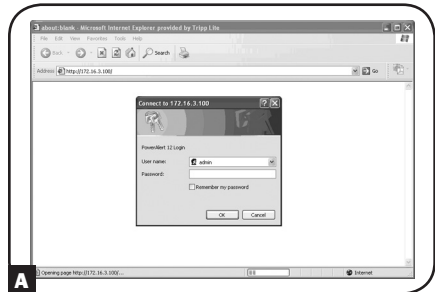 about:blank - Microsoft Internet Explorer provided by Tripp Lite
File Edit View Favorites Tools Help
Back Search
Address http://172.16.3.100/ Go
Connect to 172.16.3.100
PowerAlert 12 Login
User name: admin
Password:
Remember my password
OK Cancel
Opening page http://172.16.3.100/... Internet
A